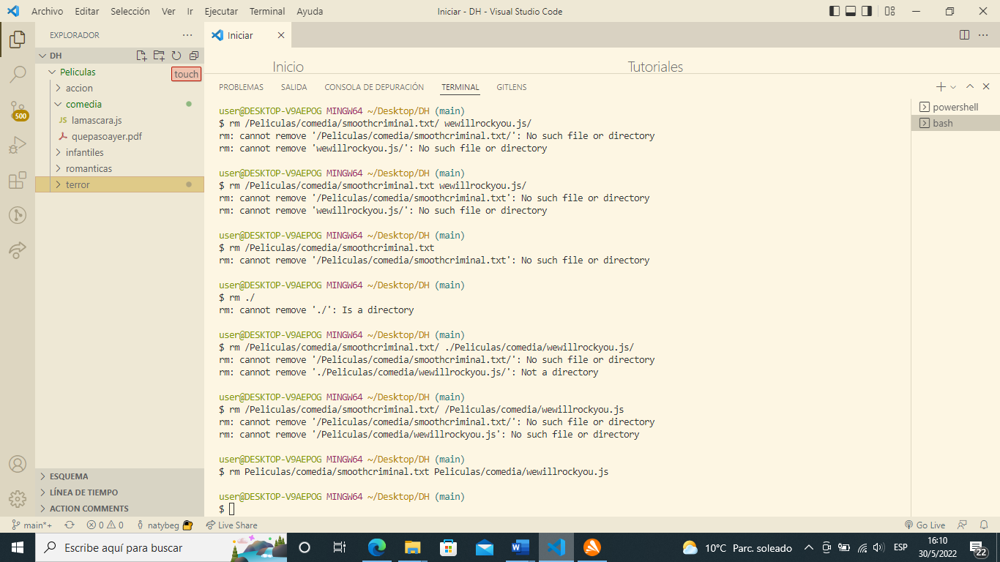 Archivo Editar Selección Ver Ir Ejecutar Terminal Ayuda
Iniciar - DH - Visual Studio Code
EXPLORADOR
DH
Peliculas
touch
accion
comedia
JS lamascara.js
quepasoayer.pdf
infantiles
romanticas
terror
500
ESQUEMA
LÍNEA DE TIEMPO
ACTION COMMENTS
Iniciar
Inicio
Tutoriales
PROBLEMAS SALIDA CONSOLA DE DEPURACIÓN TERMINAL GITLENS
powershell
bash
user@DESKTOP-V9AEPOG MINGW64 ~/Desktop/DH (main)
$ rm /Peliculas/comedia/smoothcriminal.txt/ wewillrockyou.js/
rm: cannot remove '/Peliculas/comedia/smoothcriminal.txt/': No such file or directory
rm: cannot remove 'wewillrockyou.js/': No such file or directory
user@DESKTOP-V9AEPOG MINGW64 ~/Desktop/DH (main)
$ rm /Peliculas/comedia/smoothcriminal.txt wewillrockyou.js/
rm: cannot remove '/Peliculas/comedia/smoothcriminal.txt': No such file or directory
rm: cannot remove 'wewillrockyou.js/': No such file or directory
user@DESKTOP-V9AEPOG MINGW64 ~/Desktop/DH (main)
$ rm /Peliculas/comedia/smoothcriminal.txt
rm: cannot remove '/Peliculas/comedia/smoothcriminal.txt': No such file or directory
user@DESKTOP-V9AEPOG MINGW64 ~/Desktop/DH (main)
$ rm ./
rm: cannot remove './': Is a directory
user@DESKTOP-V9AEPOG MINGW64 ~/Desktop/DH (main)
$ rm /Peliculas/comedia/smoothcriminal.txt/ ./Peliculas/comedia/wewillrockyou.js/
rm: cannot remove '/Peliculas/comedia/smoothcriminal.txt/': No such file or directory
rm: cannot remove './Peliculas/comedia/wewillrockyou.js/': Not a directory
user@DESKTOP-V9AEPOG MINGW64 ~/Desktop/DH (main)
$ rm /Peliculas/comedia/smoothcriminal.txt/ /Peliculas/comedia/wewillrockyou.js
rm: cannot remove '/Peliculas/comedia/smoothcriminal.txt/': No such file or directory
rm: cannot remove '/Peliculas/comedia/wewillrockyou.js': No such file or directory
user@DESKTOP-V9AEPOG MINGW64 ~/Desktop/DH (main)
$ rm Peliculas/comedia/smoothcriminal.txt Peliculas/comedia/wewillrockyou.js
user@DESKTOP-V9AEPOG MINGW64 ~/Desktop/DH (main)
$
main*+ 0 0 natybeg Live Share Go Live
Escribe aquí para buscar
10°C Parc. soleado
ESP
16:10
30/5/2022
22